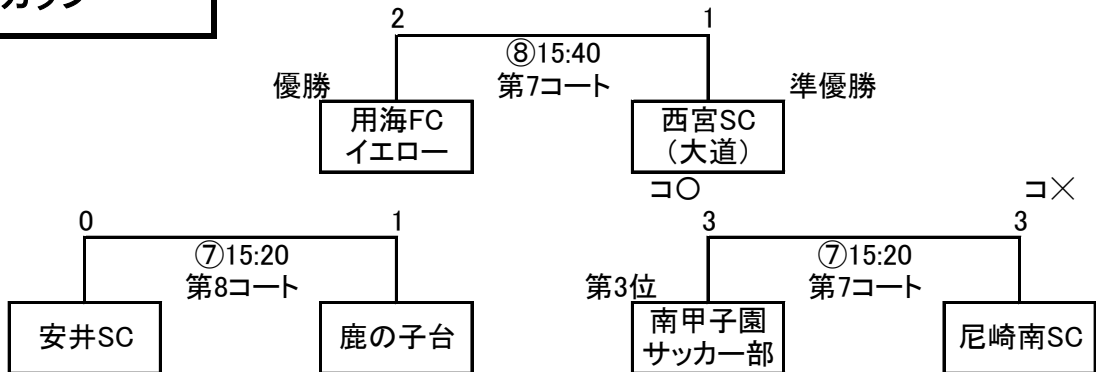 カップ
2 1
⑧15:40
第7コート
優勝 準優勝
用海FC
イエロー
西宮SC
（大道）
コ○ コ×
0 1
⑦15:20
第8コート
安井SC
鹿の子台
3 3
⑦15:20
第7コート
第3位
南甲子園
サッカー部
尼崎南SC